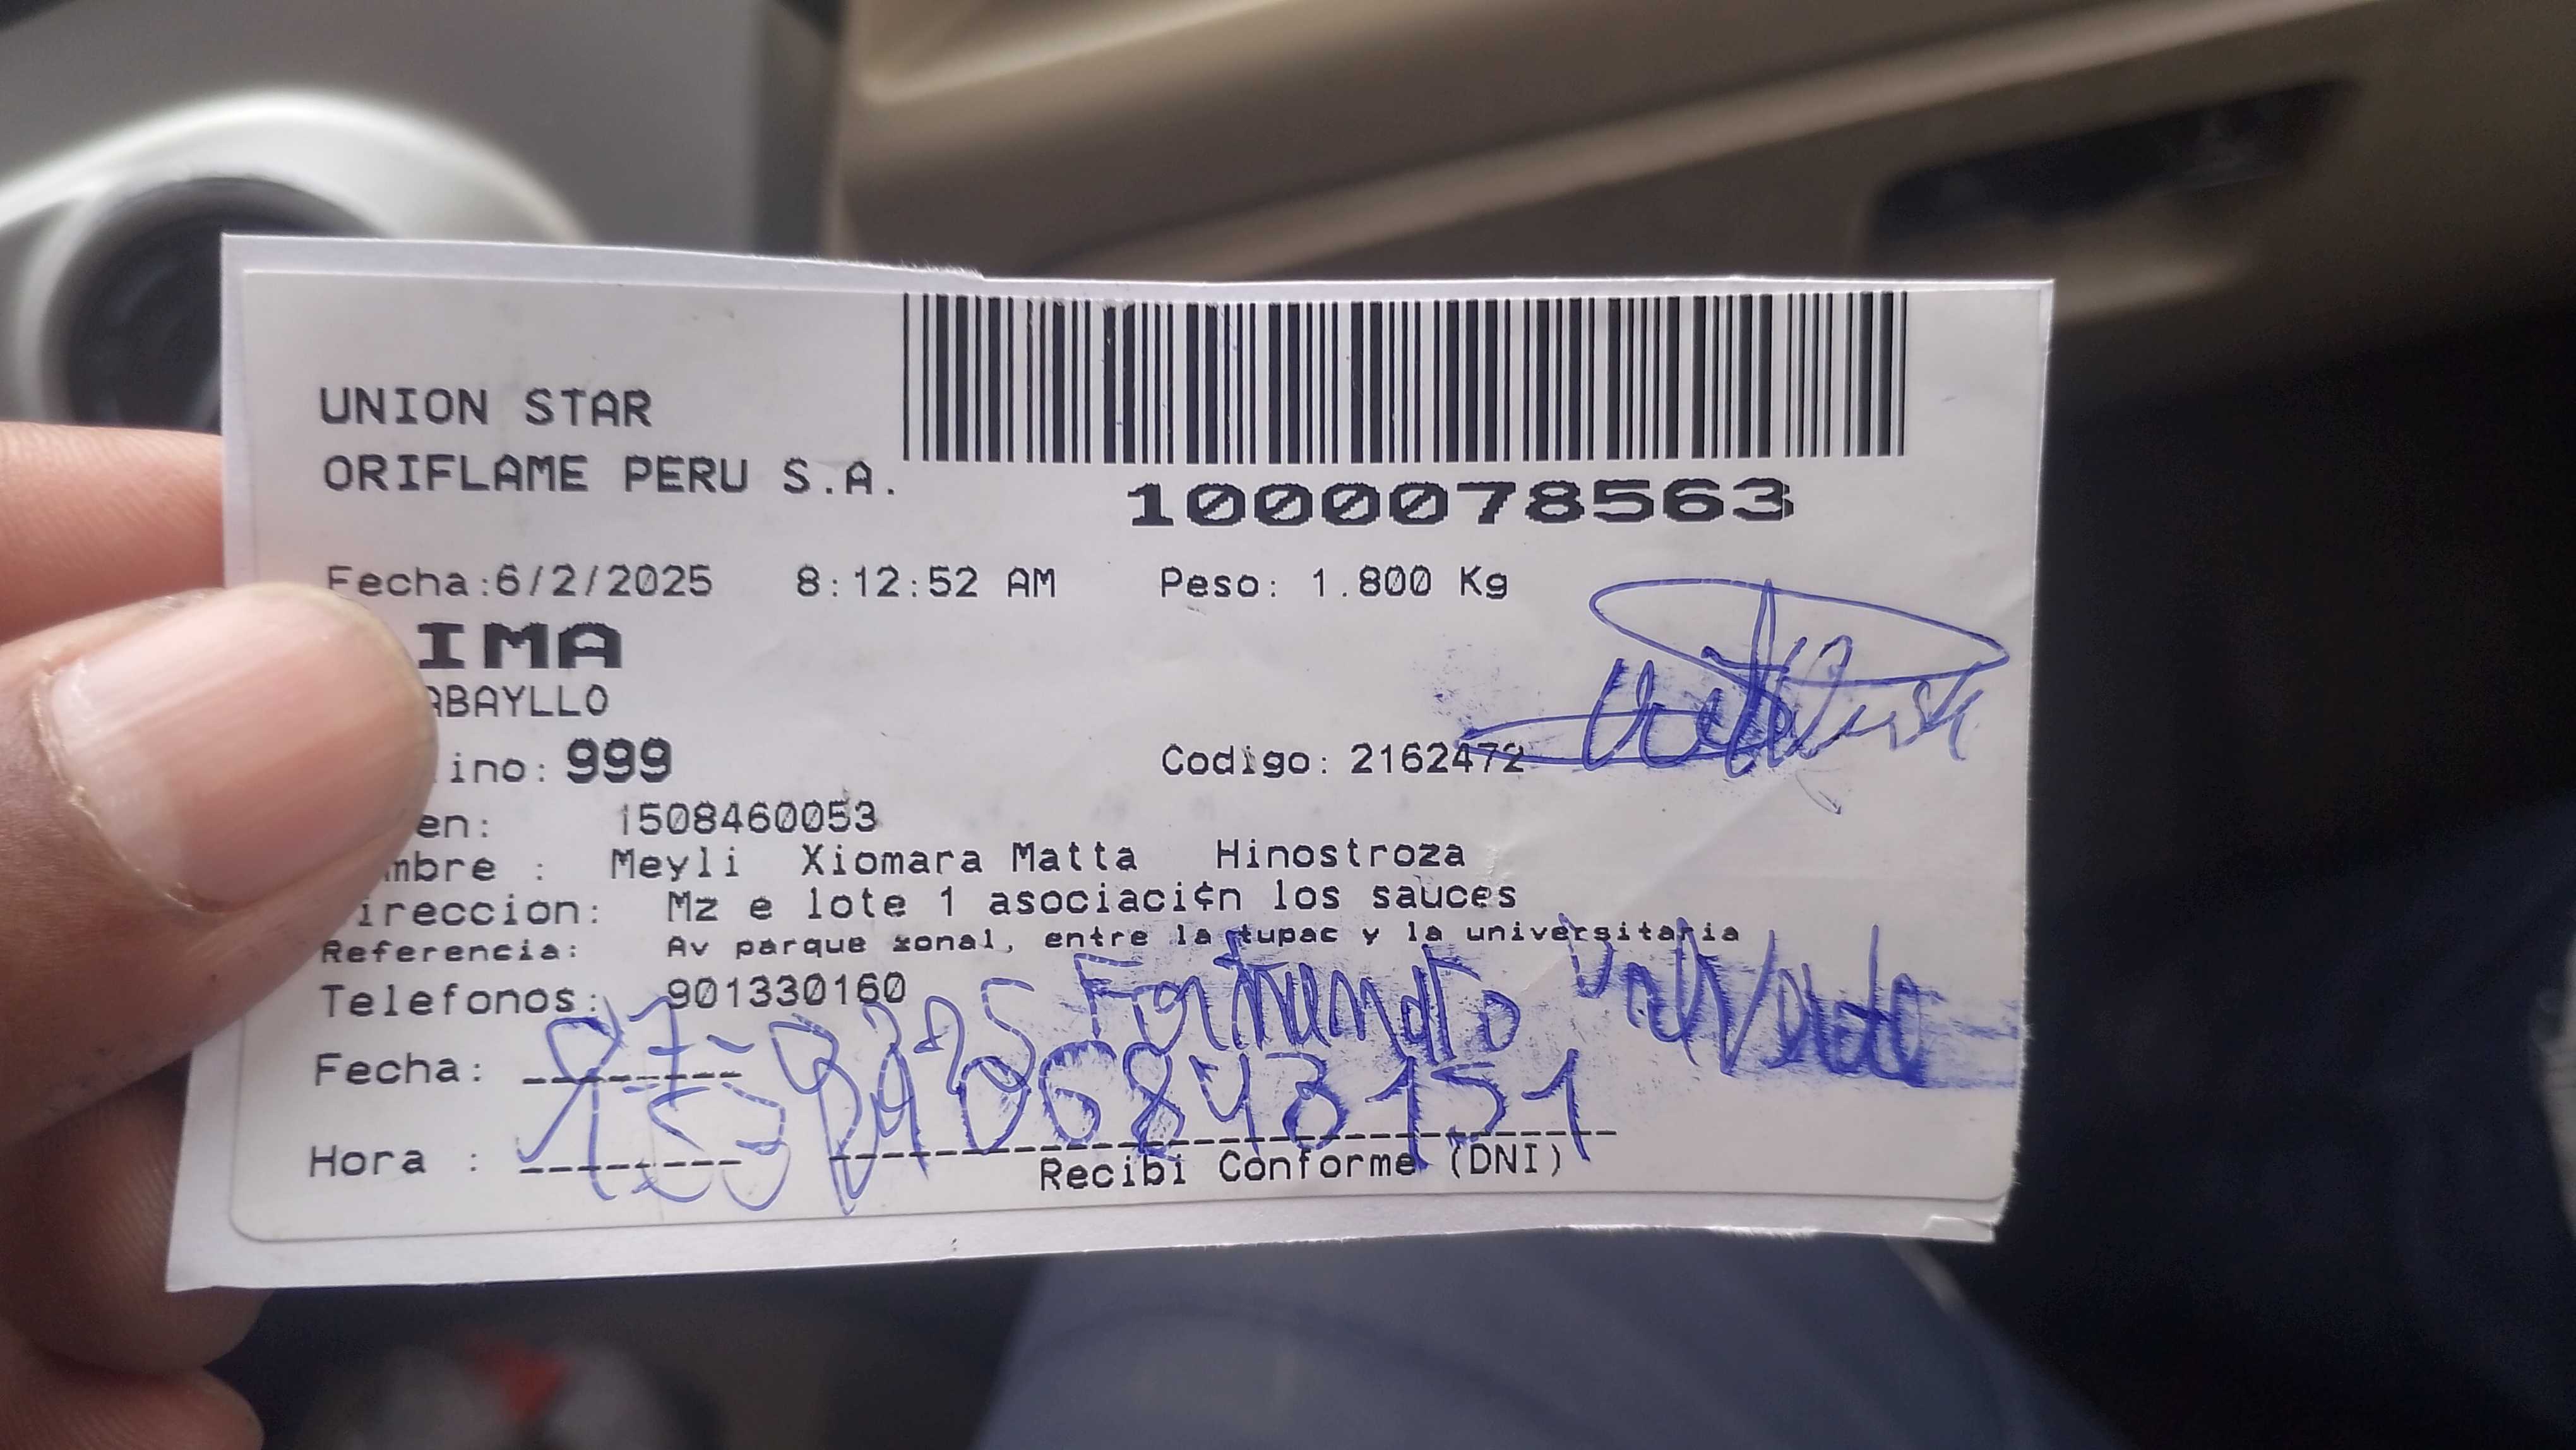 UNION STAR
ORIFLAME PERU S.A.
1000078563
Fecha:6/2/2025 8:12:52 AM Peso: 1.800 Kg
IMA
ABAYLLO
ino: 999 Codigo: 2162472
en: 1508460053
mbre : Meyli Xiomara Matta Hinostroza
ireccion: Mz e lote 1 asociaci¢n los sauces
Referencia: Av parque zonal, entre la tupac y la universitaria
Telefonos: 901330160
Fortunato
Fecha:
06843151
Hora :
Recibi Conforme (DNI)